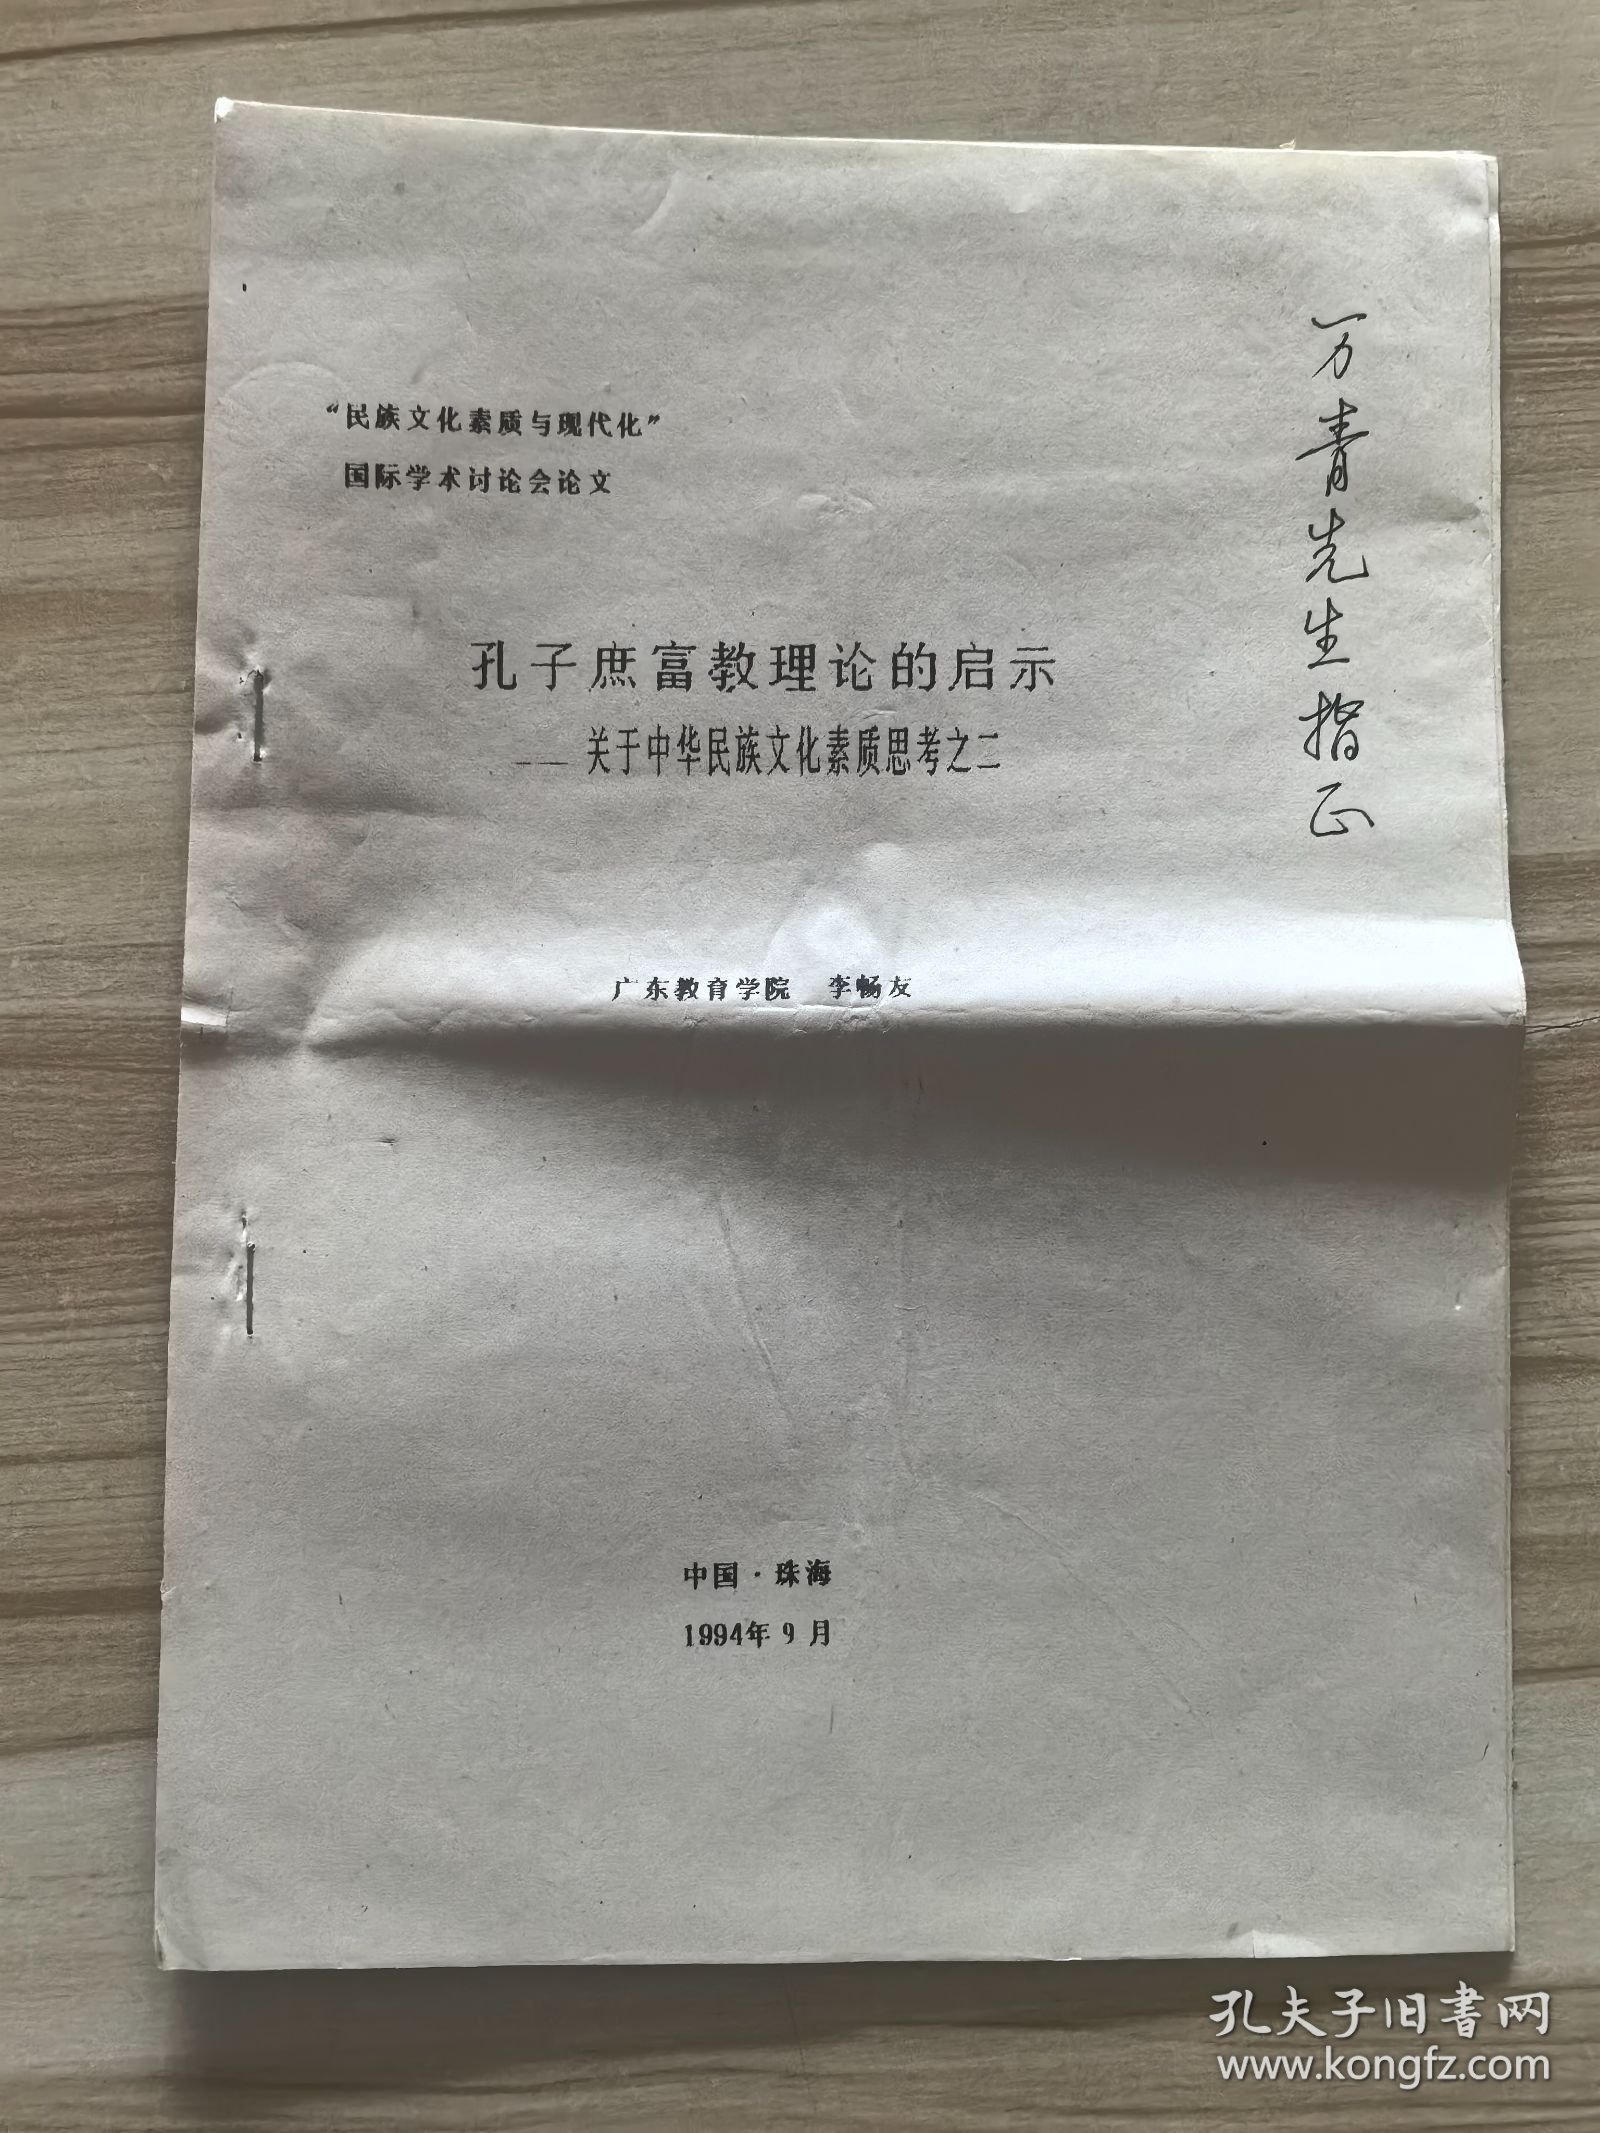 “民族文化素质与现代化”
国际学术讨论会论文
孔子庶富教理论的启示
——关于中华民族文化素质思考之二
广东教育学院 李畅友
中国·珠海
1994年9月
万青先生指正
孔夫子旧书网
www.kongfz.com